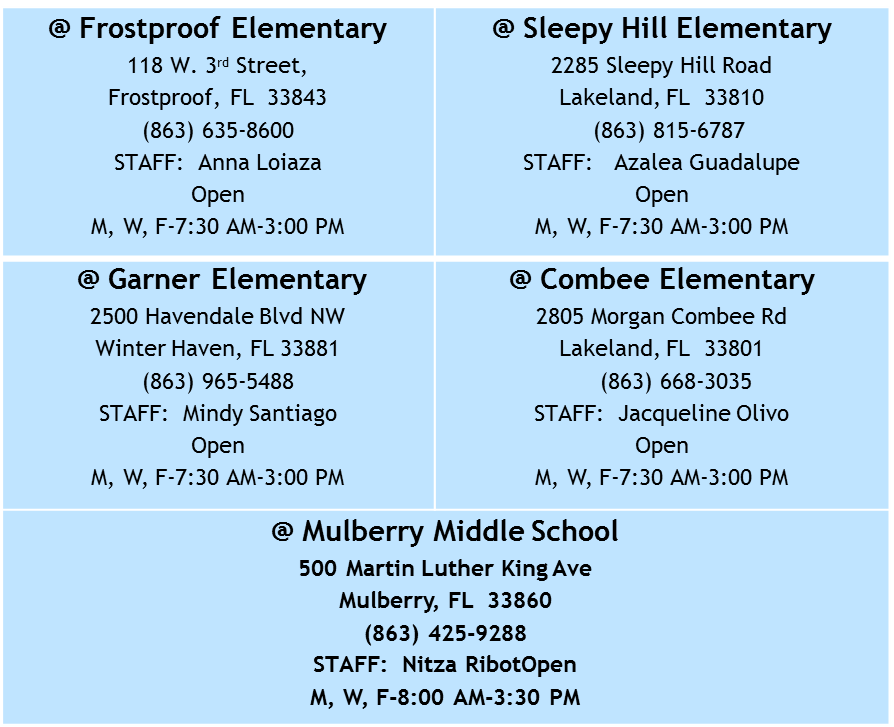 @ Frostproof Elementary
118 W. 3rd Street,
Frostproof, FL 33843
(863) 635-8600
STAFF: Anna Loiaza
Open
M, W, F-7:30 AM-3:00 PM
@ Sleepy Hill Elementary
2285 Sleepy Hill Road
Lakeland, FL 33810
(863) 815-6787
STAFF: Azalea Guadalupe
Open
M, W, F-7:30 AM-3:00 PM
@ Garner Elementary
2500 Havendale Blvd NW
Winter Haven, FL 33881
(863) 965-5488
STAFF: Mindy Santiago
Open
M, W, F-7:30 AM-3:00 PM
@ Combee Elementary
2805 Morgan Combee Rd
Lakeland, FL 33801
(863) 668-3035
STAFF: Jacqueline Olivo
Open
M, W, F-7:30 AM-3:00 PM
@ Mulberry Middle School
500 Martin Luther King Ave
Mulberry, FL 33860
(863) 425-9288
STAFF: Nitza RibotOpen
M, W, F-8:00 AM-3:30 PM